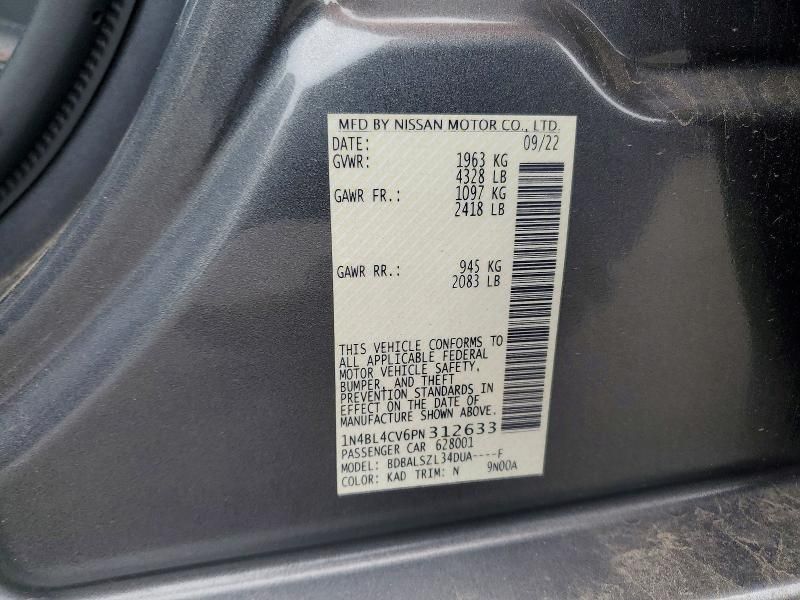 MFD BY NISSAN MOTOR CO., LTD.
DATE: 09/22
GVWR: 1963 KG
4328 LB
GAWR FR.: 1097 KG
2418 LB
GAWR RR.: 945 KG
2083 LB
THIS VEHICLE CONFORMS TO
ALL APPLICABLE FEDERAL
MOTOR VEHICLE SAFETY,
BUMPER, AND THEFT
PREVENTION STANDARDS IN
EFFECT ON THE DATE OF
MANUFACTURE SHOWN ABOVE.
1N4BL4CV6PN312633
PASSENGER CAR 628001
MODEL: BDBALSZL34DUA----F
COLOR: KAD TRIM: N 9N00A